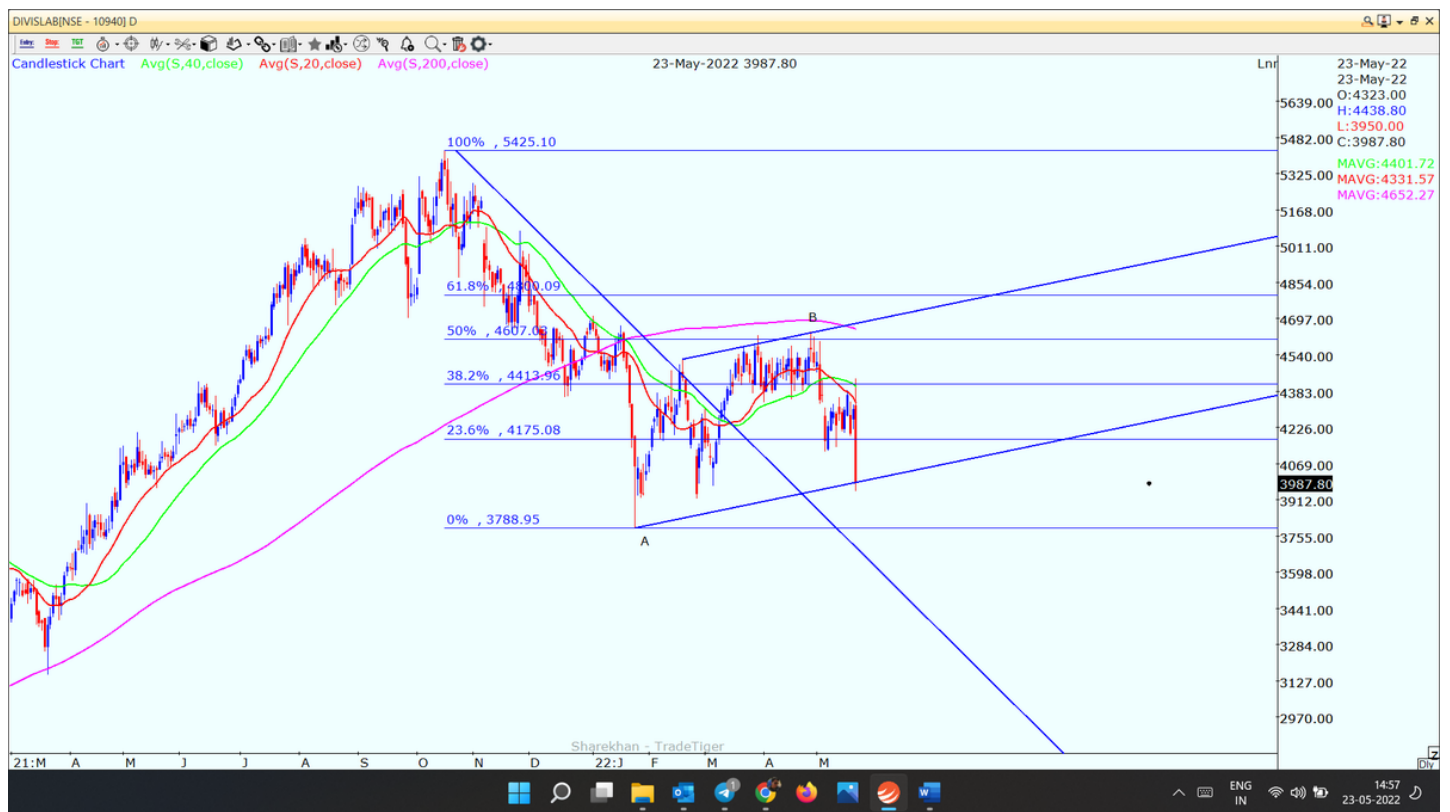 DIVISLAB[NSE - 10940] D
Entry Stop TGT
Candlestick Chart Avg(S,40,close) Avg(S,20,close) Avg(S,200,close) 23-May-2022 3987.80 Lnr
23-May-22
23-May-22
O:4323.00
H:4438.80
L:3950.00
C:3987.80
MAVG:4401.72
MAVG:4331.57
MAVG:4652.27
5639.00
5482.00
5325.00
5168.00
5011.00
4854.00
4697.00
4540.00
4383.00
4226.00
4069.00
3987.80
3912.00
3755.00
3598.00
3441.00
3284.00
3127.00
2970.00
100% , 5425.10
61.8% , 4800.09
50% , 4607.03
38.2% , 4413.96
23.6% , 4175.08
0% , 3788.95
B
A
Sharekhan - TradeTiger
21:M A M J J A S O N D 22:J F M A M
Z
Dly
1
W
ENG
IN
14:57
23-05-2022